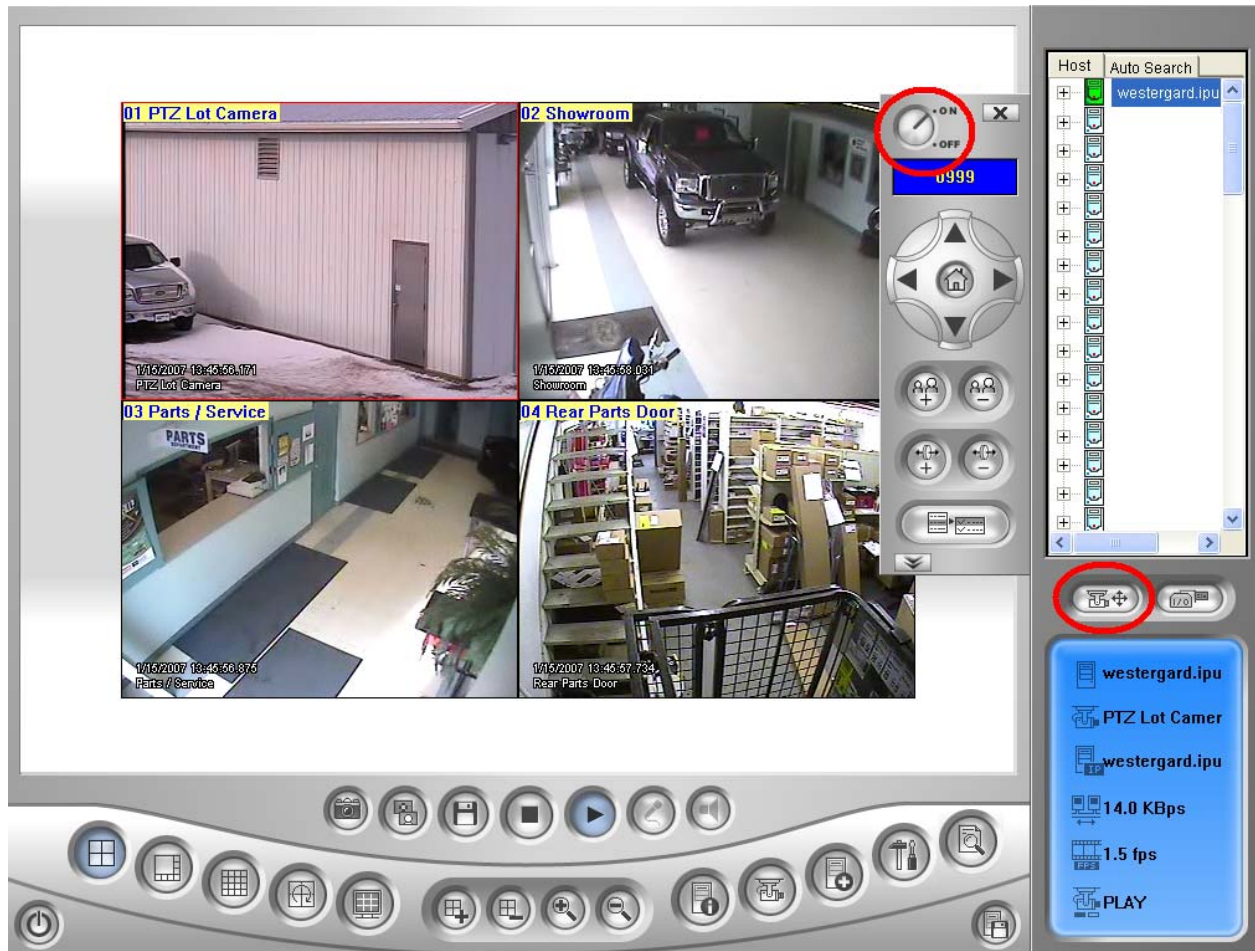 01 PTZ Lot Camera
1/15/2007 13:45:56.171
PTZ Lot Camera
02 Showroom
1/15/2007 13:45:58.031
Showroom
03 Parts / Service
PARTS
DEPARTMENT
1/15/2007 13:45:56.875
Parts / Service
04 Rear Parts Door
1/15/2007 13:45:57.734
Rear Parts Door
ON
OFF
0999
Host
Auto Search
westergard.ipu
I/O
westergard.ipu
PTZ Lot Camer
IP
westergard.ipu
14.0 KBps
FPS
1.5 fps
PLAY